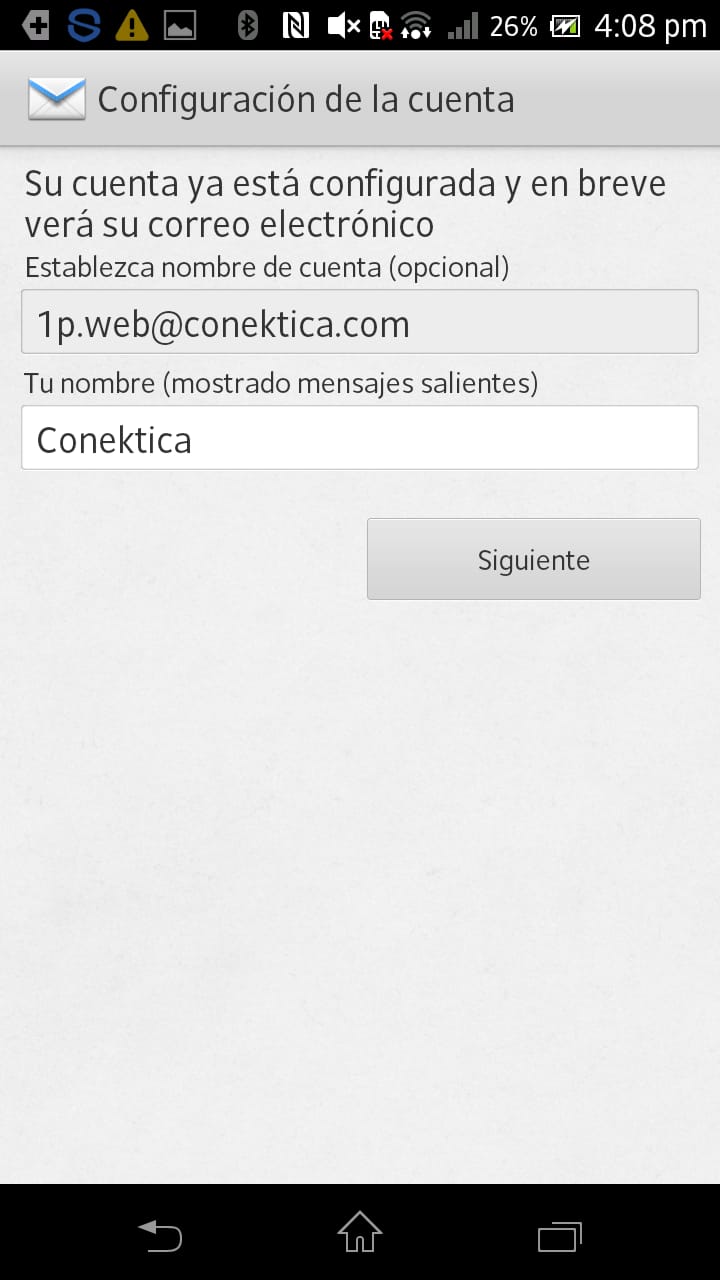 26% 4:08 pm
Configuración de la cuenta
Su cuenta ya está configurada y en breve
verá su correo electrónico
Establezca nombre de cuenta (opcional)
1p.web@conektica.com
Tu nombre (mostrado mensajes salientes)
Conektica
Siguiente